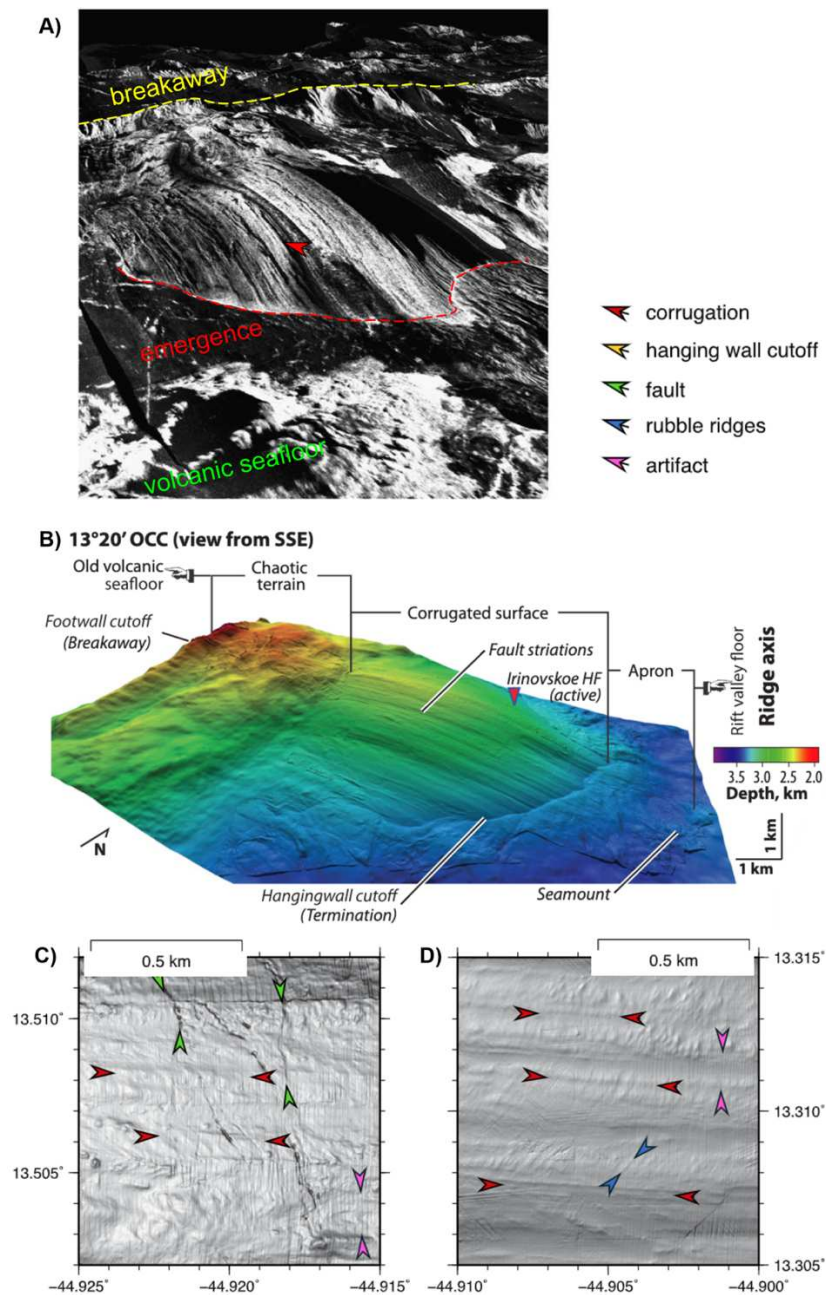 A)
breakaway
emergence
volcanic seafloor
corrugation
hanging wall cutoff
fault
rubble ridges
artifact
B) 13°20' OCC (view from SSE)
Old volcanic
seafloor
Chaotic
terrain
Footwall cutoff
(Breakaway)
Corrugated surface
Fault striations
Irinovskoe HF
(active)
Apron
Rift valley floor
Ridge axis
3.5 3.0 2.5 2.0
Depth, km
N
1 km
1 km
Hangingwall cutoff
(Termination)
Seamount
C)
0.5 km
13.510°
13.505°
−44.925° −44.920° −44.915°
D)
0.5 km
13.315°
13.310°
13.305°
−44.910° −44.905° −44.900°